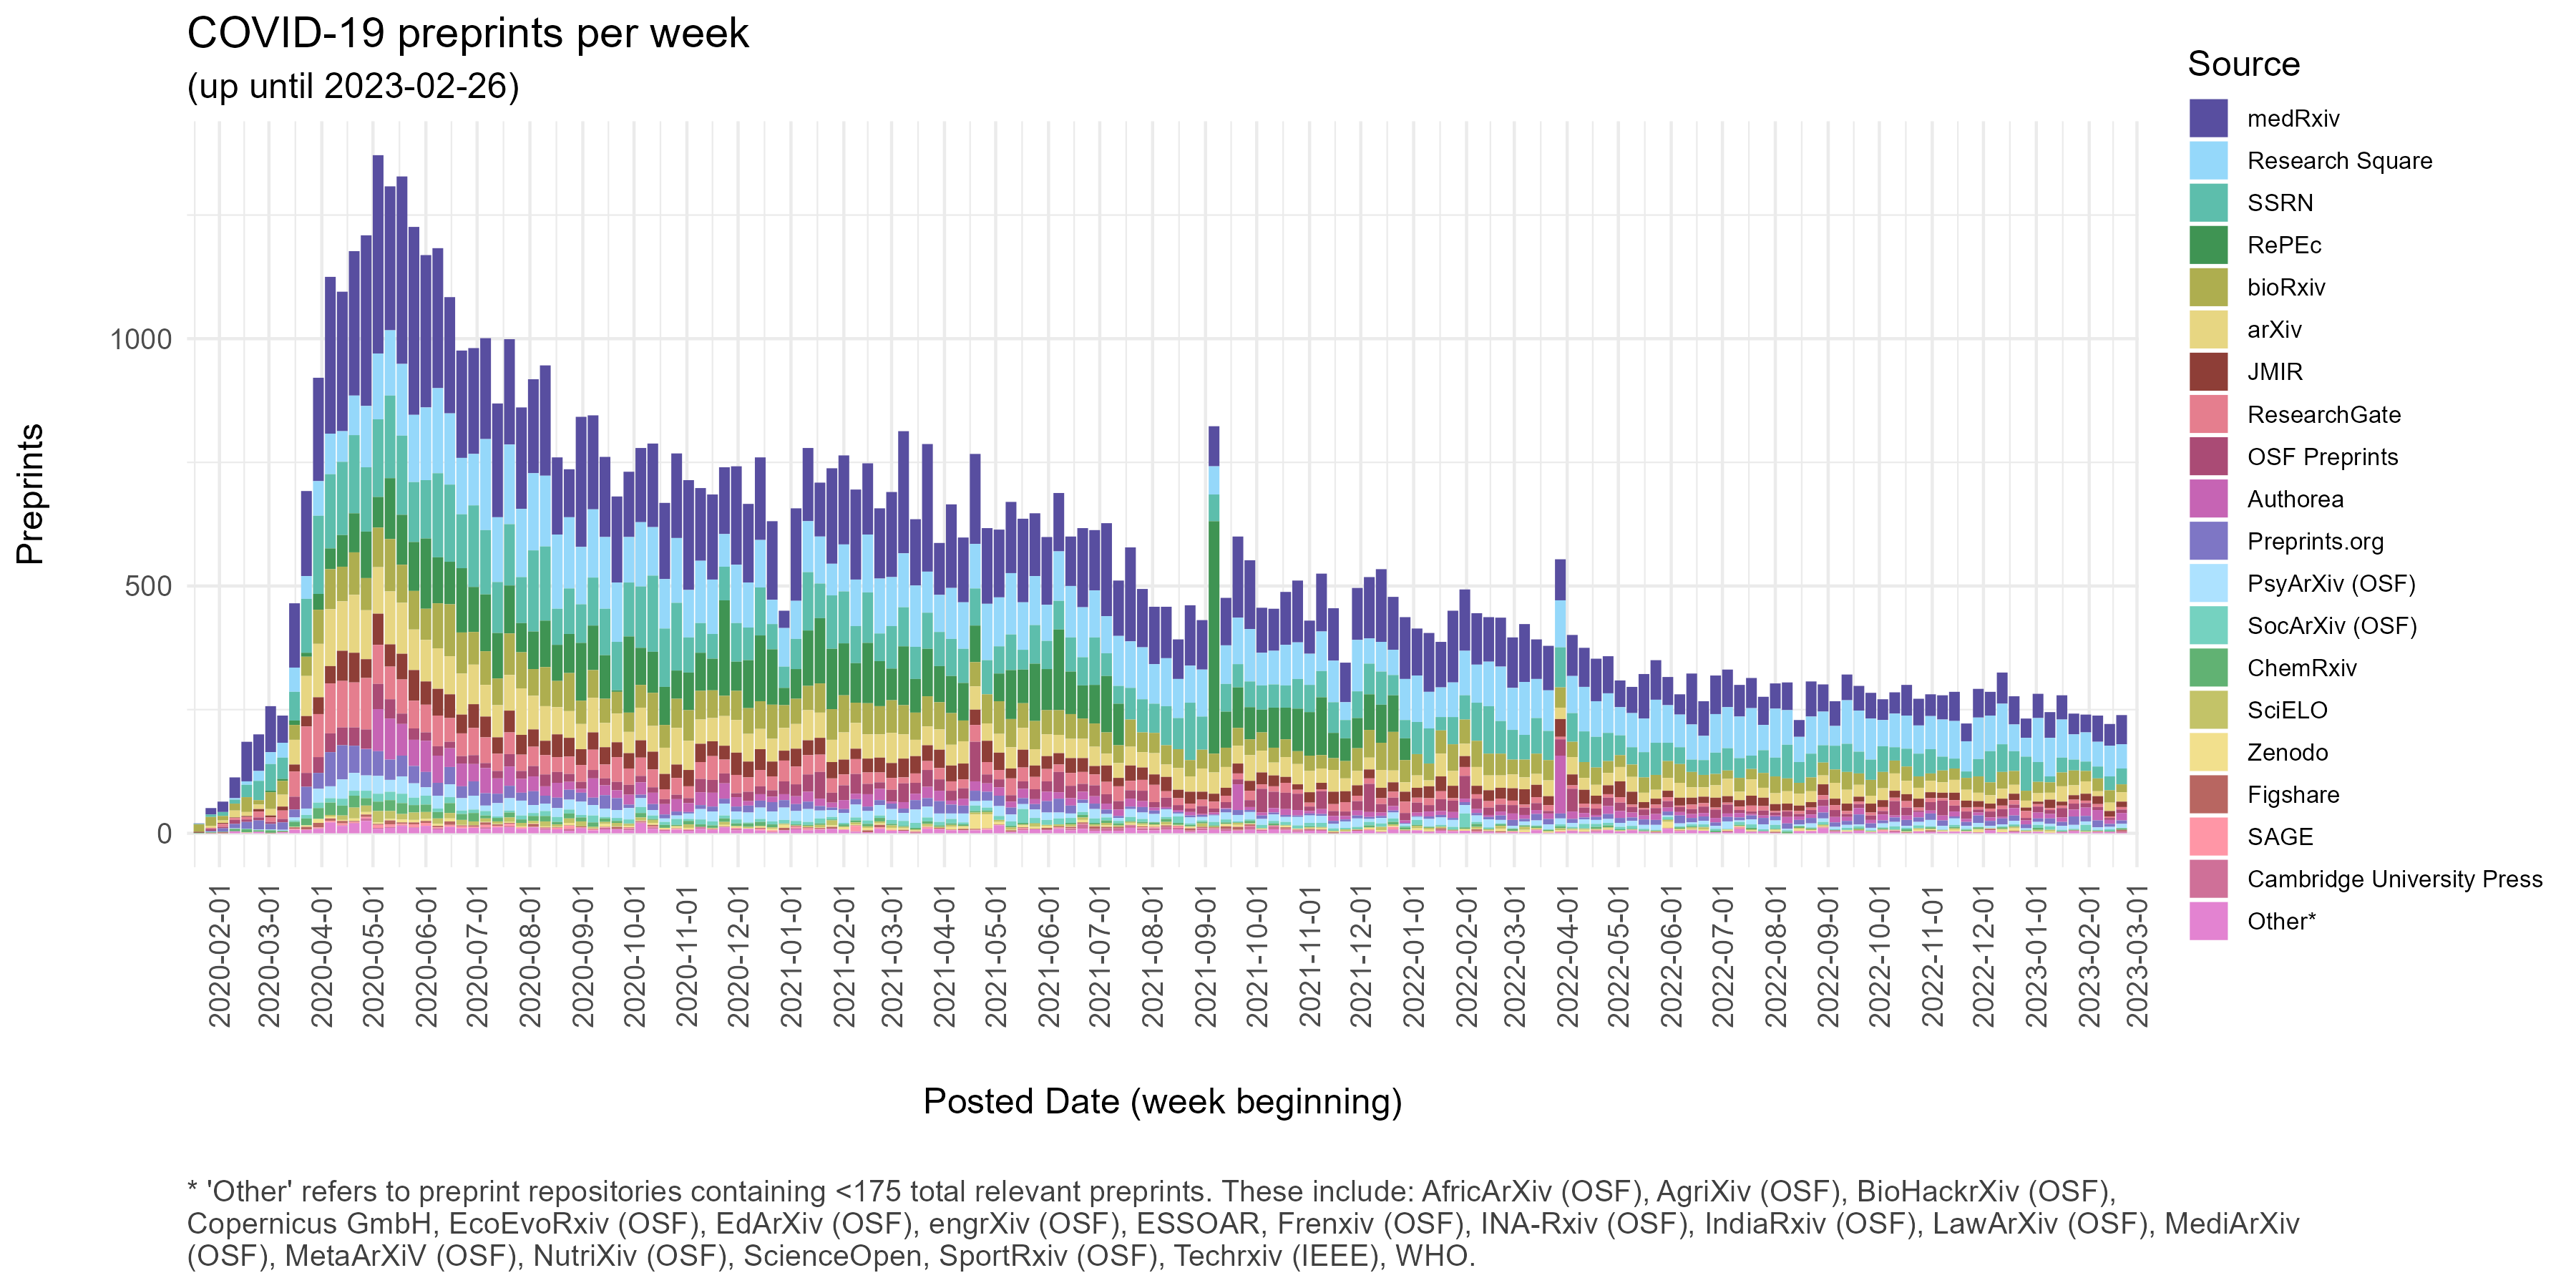 COVID-19 preprints per week
(up until 2023-02-26)
Source
medRxiv
Research Square
SSRN
RePEc
bioRxiv
arXiv
JMIR
ResearchGate
OSF Preprints
Authorea
Preprints.org
PsyArXiv (OSF)
SocArXiv (OSF)
ChemRxiv
SciELO
Zenodo
Figshare
SAGE
Cambridge University Press
Other*
Preprints
1000
500
0
2020-02-01
2020-03-01
2020-04-01
2020-05-01
2020-06-01
2020-07-01
2020-08-01
2020-09-01
2020-10-01
2020-11-01
2020-12-01
2021-01-01
2021-02-01
2021-03-01
2021-04-01
2021-05-01
2021-06-01
2021-07-01
2021-08-01
2021-09-01
2021-10-01
2021-11-01
2021-12-01
2022-01-01
2022-02-01
2022-03-01
2022-04-01
2022-05-01
2022-06-01
2022-07-01
2022-08-01
2022-09-01
2022-10-01
2022-11-01
2022-12-01
2023-01-01
2023-02-01
2023-03-01
Posted Date (week beginning)
* 'Other' refers to preprint repositories containing <175 total relevant preprints. These include: AfricArXiv (OSF), AgriXiv (OSF), BioHackrXiv (OSF),
Copernicus GmbH, EcoEvoRxiv (OSF), EdArXiv (OSF), engrXiv (OSF), ESSOAR, Frenxiv (OSF), INA-Rxiv (OSF), IndiaRxiv (OSF), LawArXiv (OSF), MediArXiv
(OSF), MetaArXiV (OSF), NutriXiv (OSF), ScienceOpen, SportRxiv (OSF), Techrxiv (IEEE), WHO.